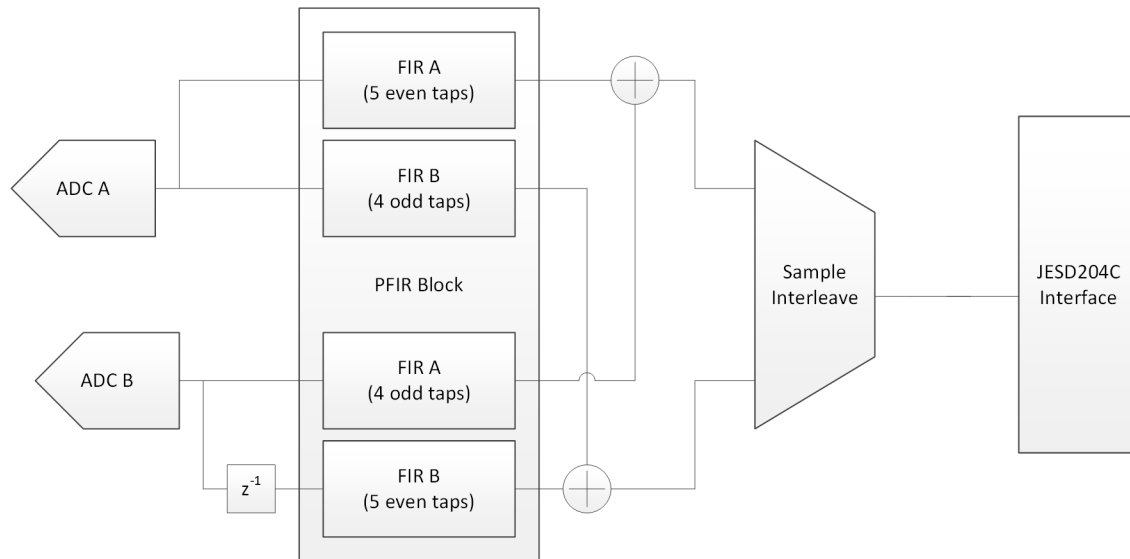 FIR A
(5 even taps)
ADC A
FIR B
(4 odd taps)
PFIR Block
Sample
Interleave
JESD204C
Interface
ADC B
FIR A
(4 odd taps)
z-1
FIR B
(5 even taps)